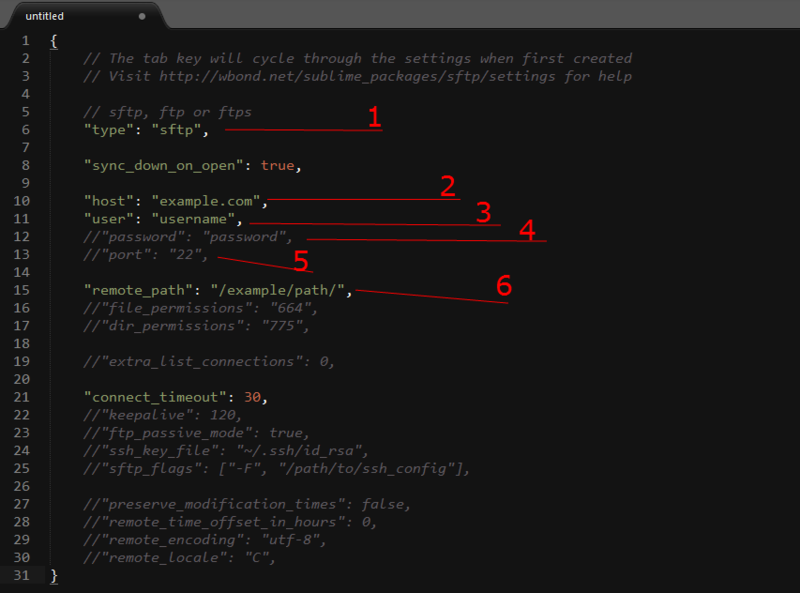 untitled
1 {
2 // The tab key will cycle through the settings when first created
3 // Visit http://wbond.net/sublime_packages/sftp/settings for help
4
5 // sftp, ftp or ftps
6 "type": "sftp", 1
7
8 "sync_down_on_open": true,
9
10 "host": "example.com", 2
11 "user": "username", 3
12 //"password": "password", 4
13 //"port": "22", 5
14
15 "remote_path": "/example/path/", 6
16 //"file_permissions": "664",
17 //"dir_permissions": "775",
18
19 //"extra_list_connections": 0,
20
21 "connect_timeout": 30,
22 //"keepalive": 120,
23 //"ftp_passive_mode": true,
24 //"ssh_key_file": "~/.ssh/id_rsa",
25 //"sftp_flags": ["-F", "/path/to/ssh_config"],
26
27 //"preserve_modification_times": false,
28 //"remote_time_offset_in_hours": 0,
29 //"remote_encoding": "utf-8",
30 //"remote_locale": "C",
31 }